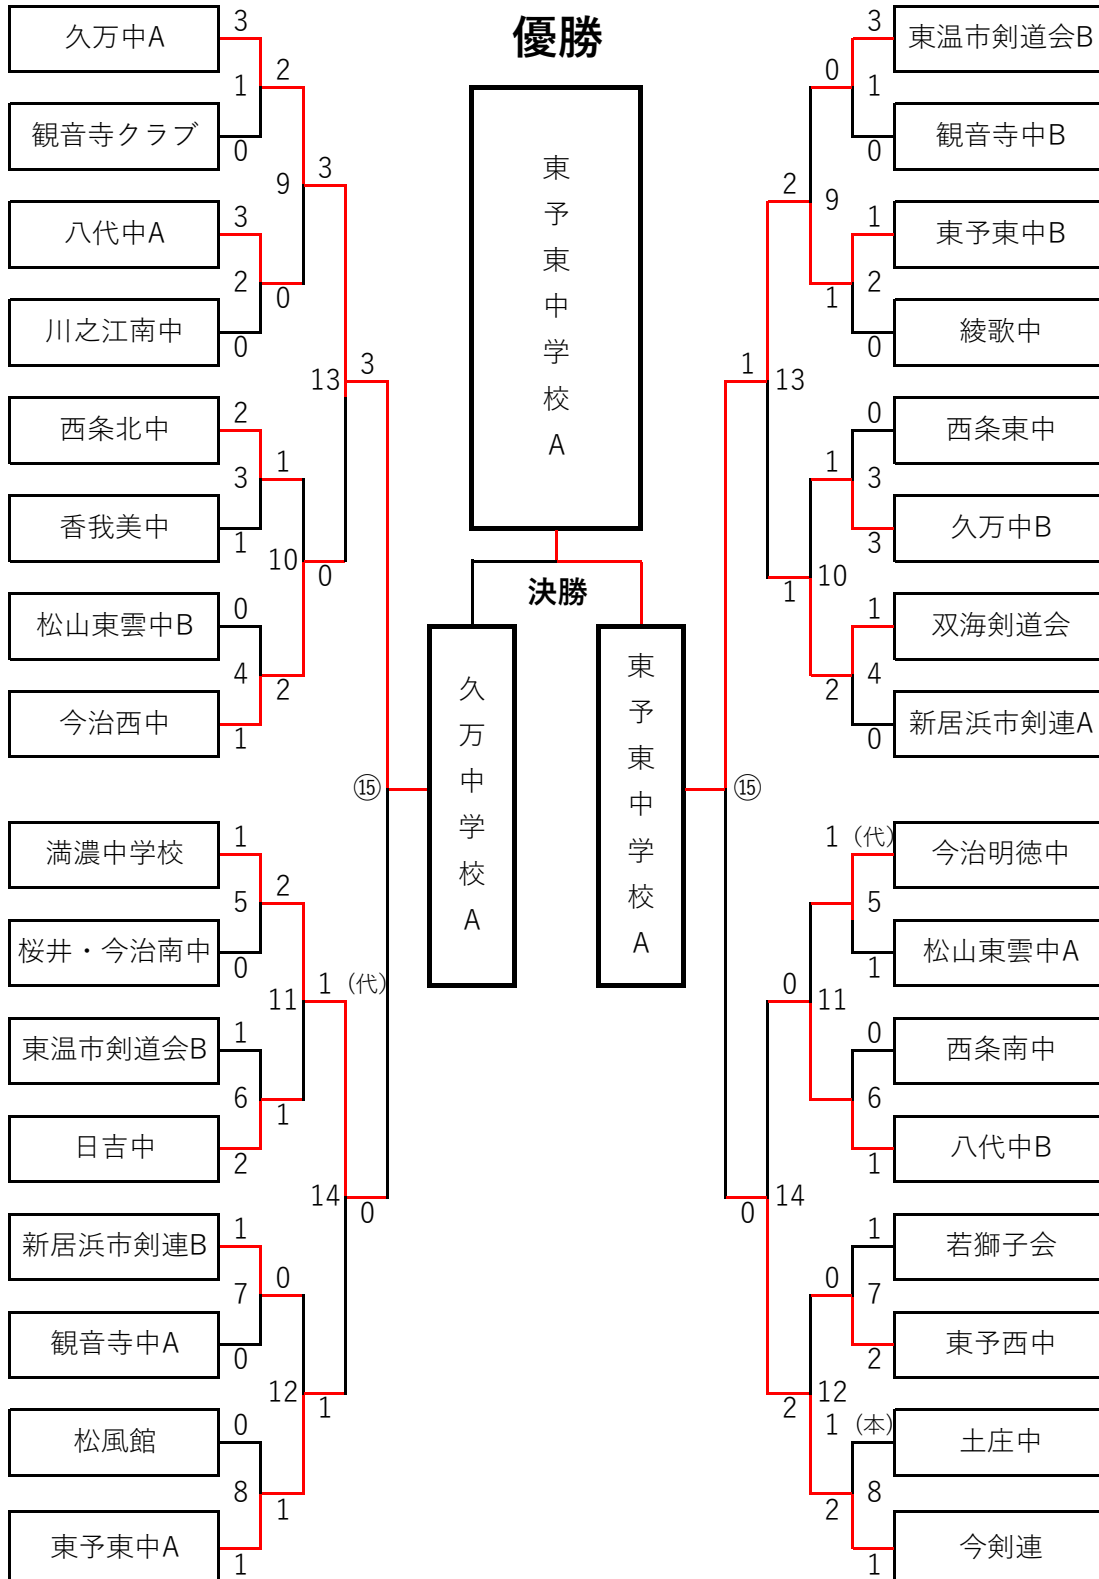 優勝
東予東中学校A
決勝
久万中学校A
東予東中学校A
久万中A
3
1
2
観音寺クラブ
0
9
3
八代中A
3
2
0
川之江南中
0
13
3
西条北中
2
3
1
香我美中
1
10
0
松山東雲中B
0
4
2
今治西中
1
⑮
満濃中学校
1
5
2
桜井・今治南中
0
11
1 (代)
東温市剣道会B
1
6
1
日吉中
2
14
0
新居浜市剣連B
1
7
0
観音寺中A
0
12
1
松風館
0
8
1
東予東中A
1
東温市剣道会B
3
0
1
観音寺中B
0
2
9
東予東中B
1
1
2
綾歌中
0
1
13
西条東中
0
1
3
久万中B
3
1
10
双海剣道会
1
2
4
新居浜市剣連A
0
⑮
今治明徳中
1 (代)
5
松山東雲中A
1
0
11
西条南中
0
6
八代中B
1
0
14
若獅子会
1
0
7
東予西中
2
2
12
土庄中
1 (本)
2
8
今剣連
1